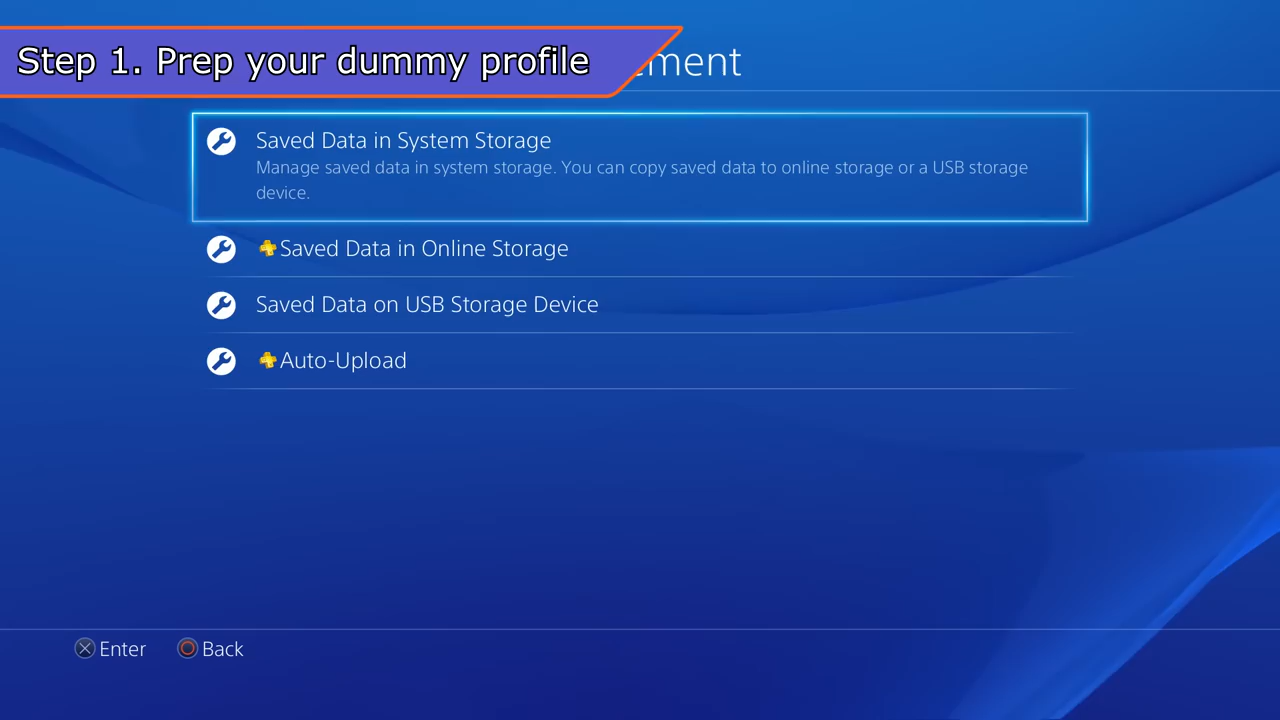 Step 1. Prep your dummy profile
ment
Saved Data in System Storage
Manage saved data in system storage. You can copy saved data to online storage or a USB storage
device.
Saved Data in Online Storage
Saved Data on USB Storage Device
Auto-Upload
Enter
Back